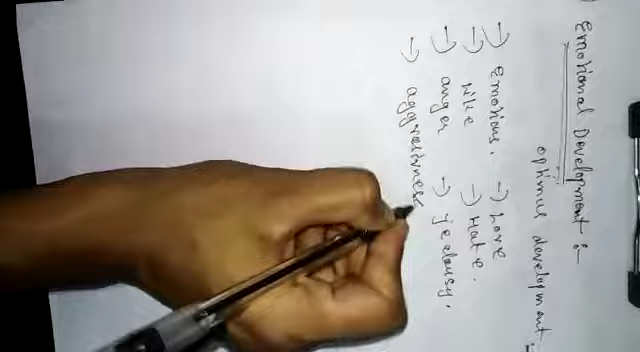 Emotional Development :-
optimus development
→ Emotions. → Love
→ Like → Hate.
→ anger → jealousy.
→ aggressiveness